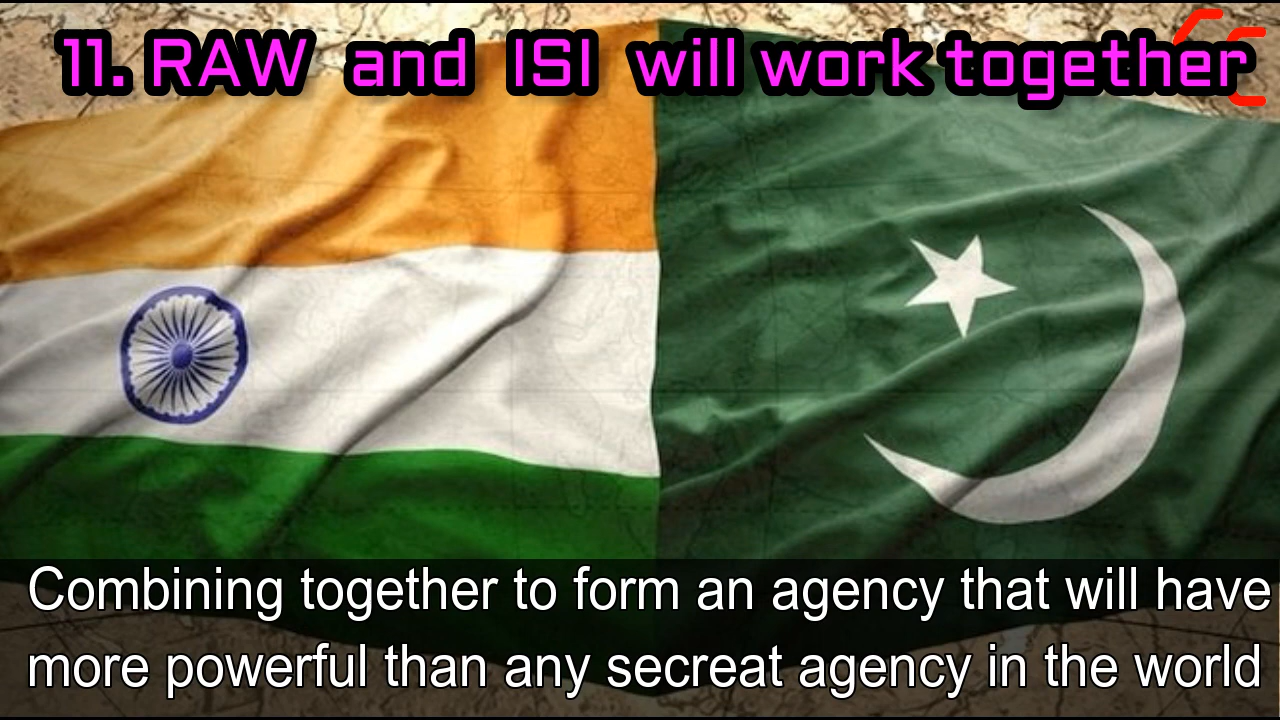 11. RAW and ISI will work together
Combining together to form an agency that will have
more powerful than any secreat agency in the world